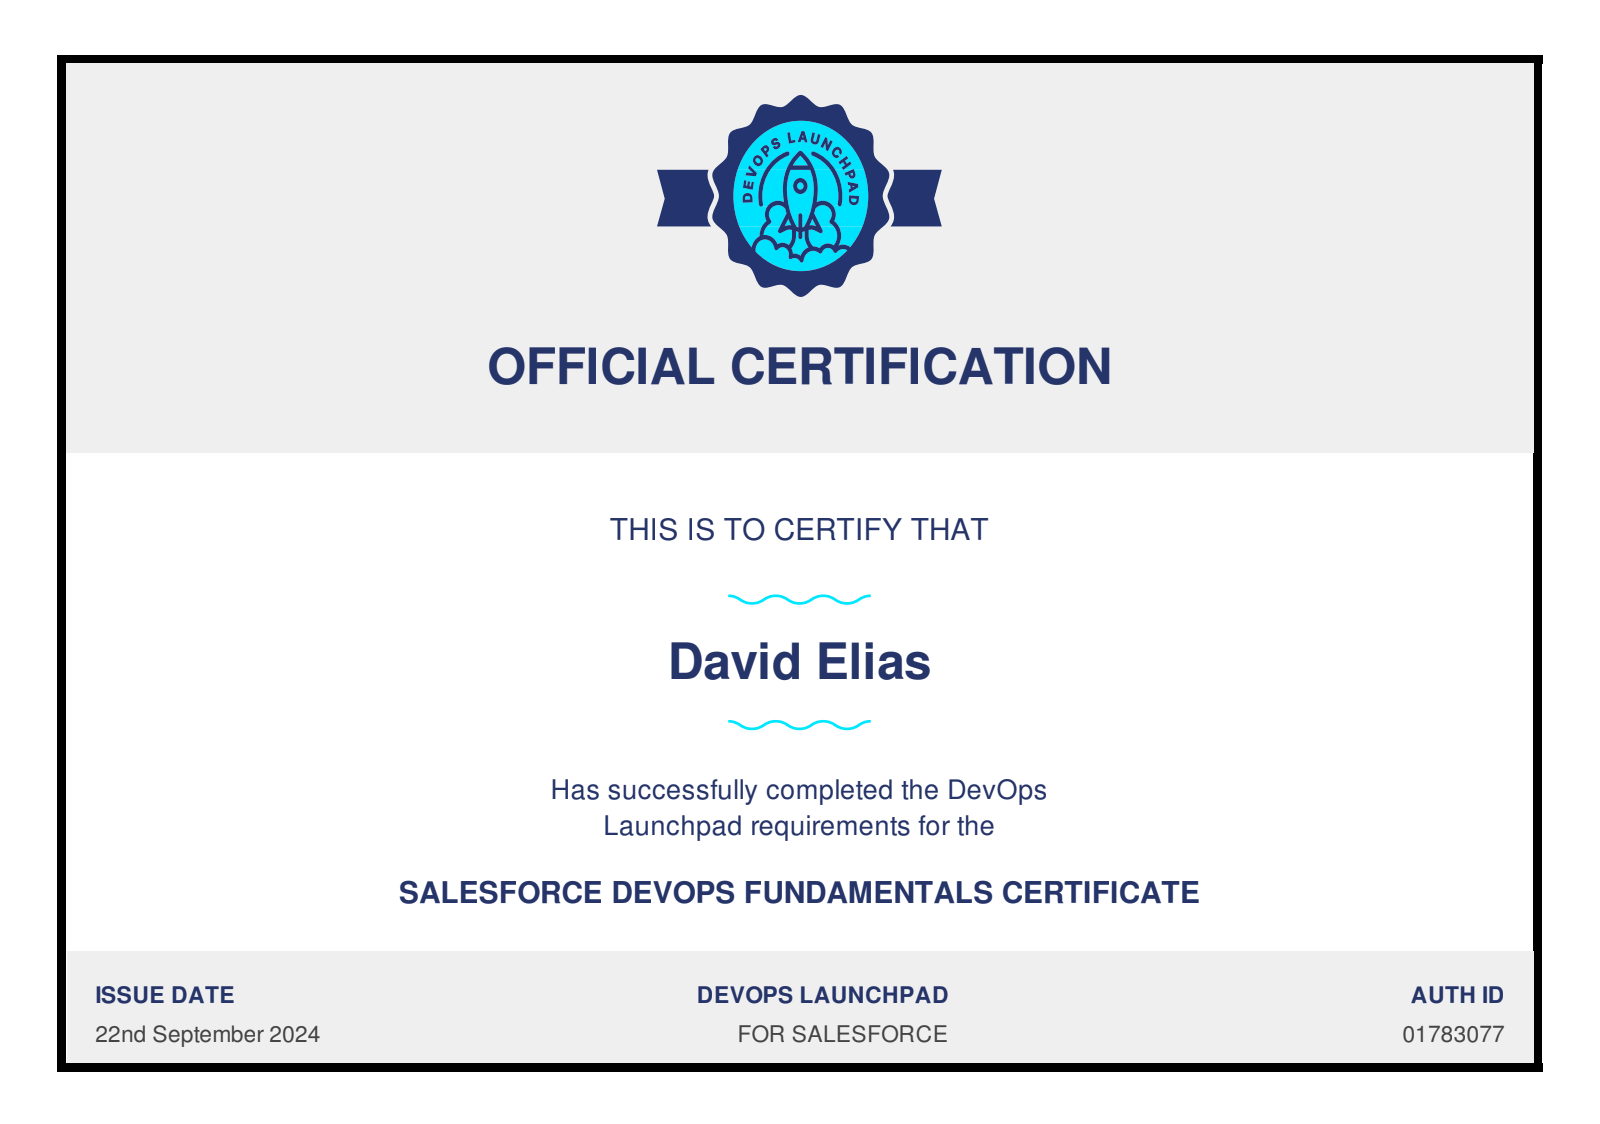 DEVOPS LAUNCHPAD
OFFICIAL CERTIFICATION
THIS IS TO CERTIFY THAT
David Elias
Has successfully completed the DevOps
Launchpad requirements for the
SALESFORCE DEVOPS FUNDAMENTALS CERTIFICATE
ISSUE DATE
22nd September 2024
DEVOPS LAUNCHPAD
FOR SALESFORCE
AUTH ID
01783077